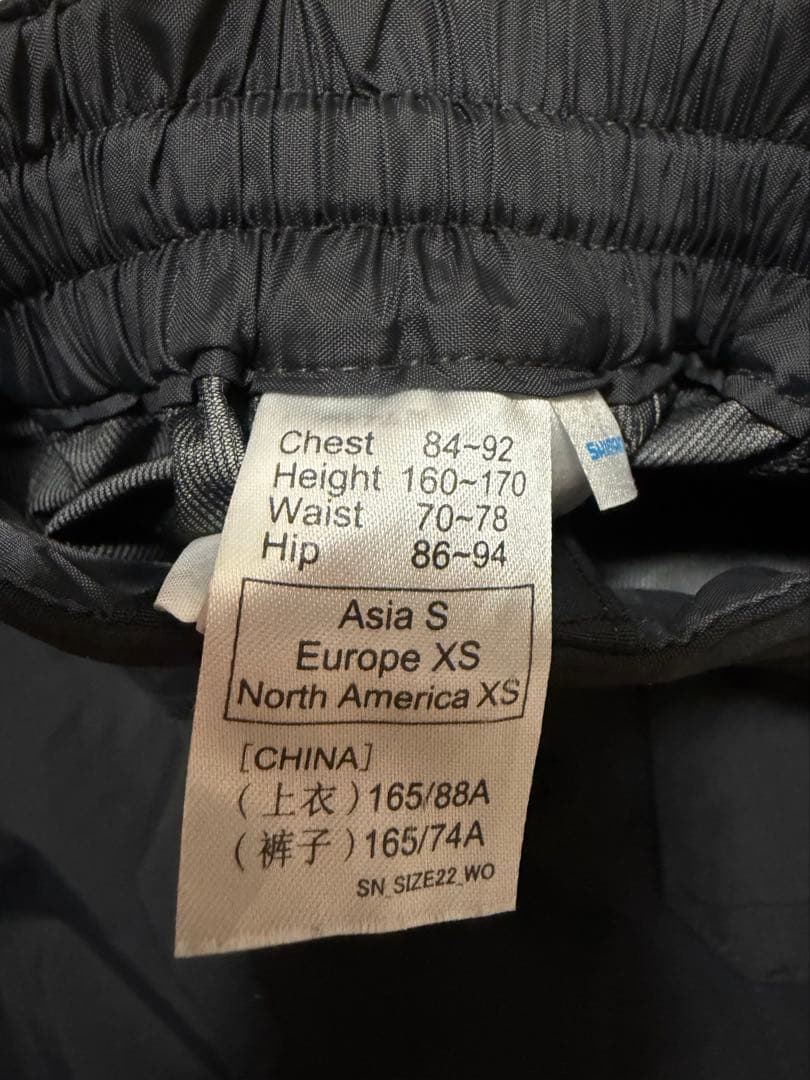 Chest 84~92
Height 160~170
Waist 70~78
Hip 86~94
Asia S
Europe XS
North America XS
[CHINA]
(上衣)165/88A
(裤子)165/74A
SN_SIZE22_WO